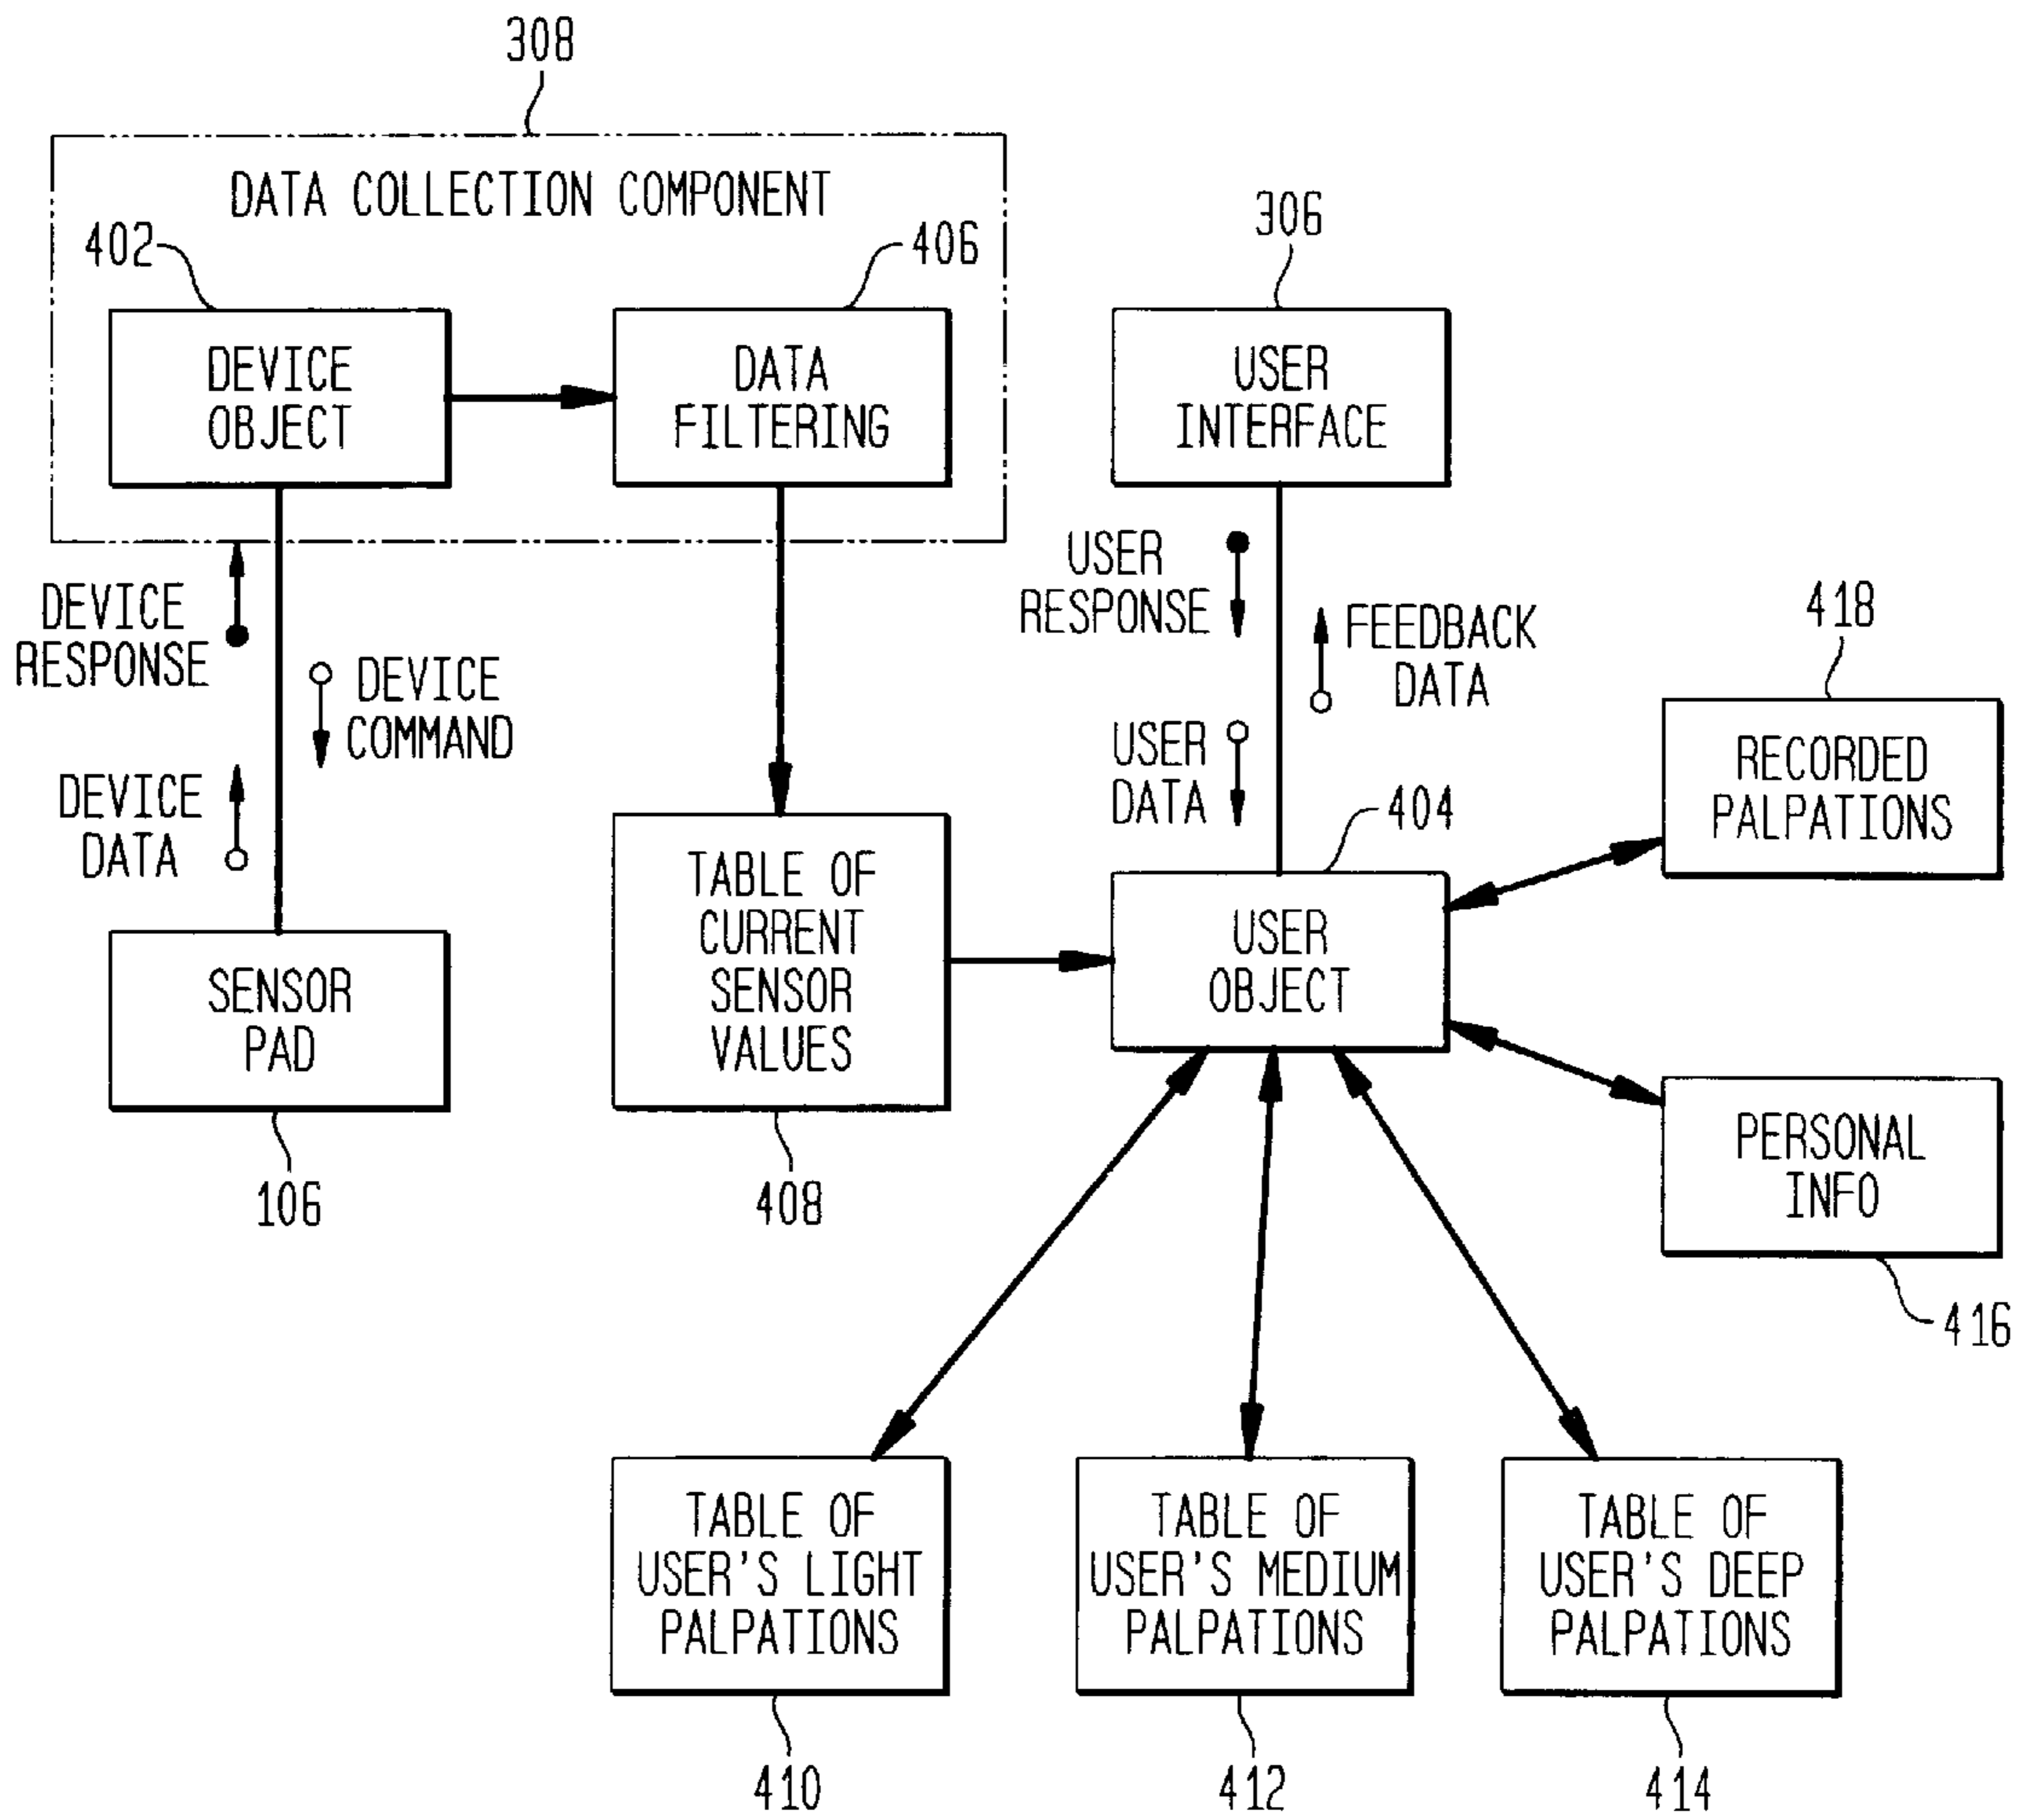 308
DATA COLLECTION COMPONENT
402
406
306
DEVICE
OBJECT
DATA
FILTERING
USER
INTERFACE
DEVICE
RESPONSE
DEVICE
COMMAND
DEVICE
DATA
USER
RESPONSE
FEEDBACK
DATA
USER
DATA
404
418
RECORDED
PALPATIONS
SENSOR
PAD
106
TABLE OF
CURRENT
SENSOR
VALUES
408
USER
OBJECT
PERSONAL
INFO
416
TABLE OF
USER'S LIGHT
PALPATIONS
410
TABLE OF
USER'S MEDIUM
PALPATIONS
412
TABLE OF
USER'S DEEP
PALPATIONS
414